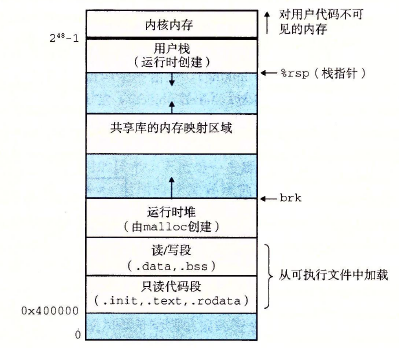 内核内存
对用户代码不可
见的内存
2⁴⁸-1
用户栈
(运行时创建)
%rsp (栈指针)
共享库的内存映射区域
brk
运行时堆
(由malloc创建)
读/写段
(.data,.bss)
从可执行文件中加载
只读代码段
(.init,.text,.rodata)
0x400000
0